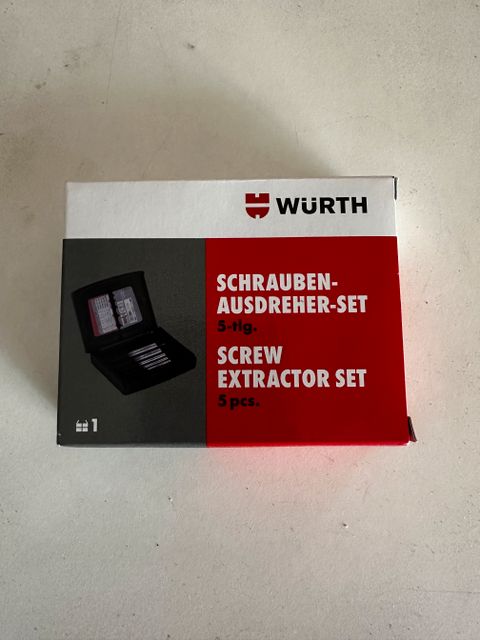 WÜRTH
SCHRAUBEN-
AUSDREHER-SET
5-tlg.
SCREW
EXTRACTOR SET
5 pcs.
1